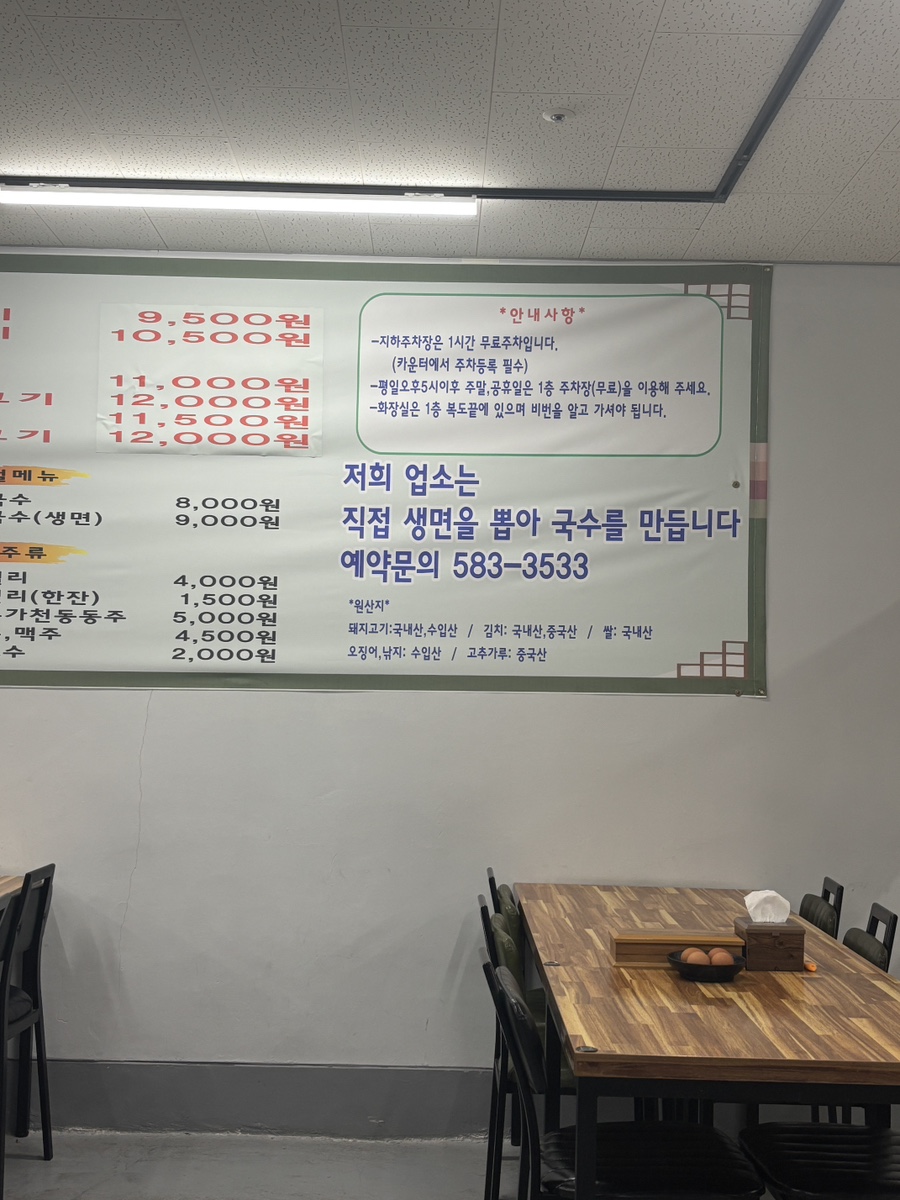 9,500원
10,500원
11,000원
고기 12,000원
11,500원
고기 12,000원
메뉴
국수 8,000원
국수(생면) 9,000원
주류
4,000원
(한잔) 1,500원
가천동동주 5,000원
,맥주 4,500원
수 2,000원
*안내사항*
-지하주차장은 1시간 무료주차입니다.
(카운터에서 주차등록 필수)
-평일오후5시이후 주말,공휴일은 1층 주차장(무료)을 이용해 주세요.
-화장실은 1층 복도끝에 있으며 비번을 알고 가셔야 됩니다.
저희 업소는
직접 생면을 뽑아 국수를 만듭니다
예약문의 583-3533
*원산지*
돼지고기:국내산,수입산 / 김치: 국내산,중국산 / 쌀: 국내산
오징어,낚지: 수입산 / 고추가루: 중국산